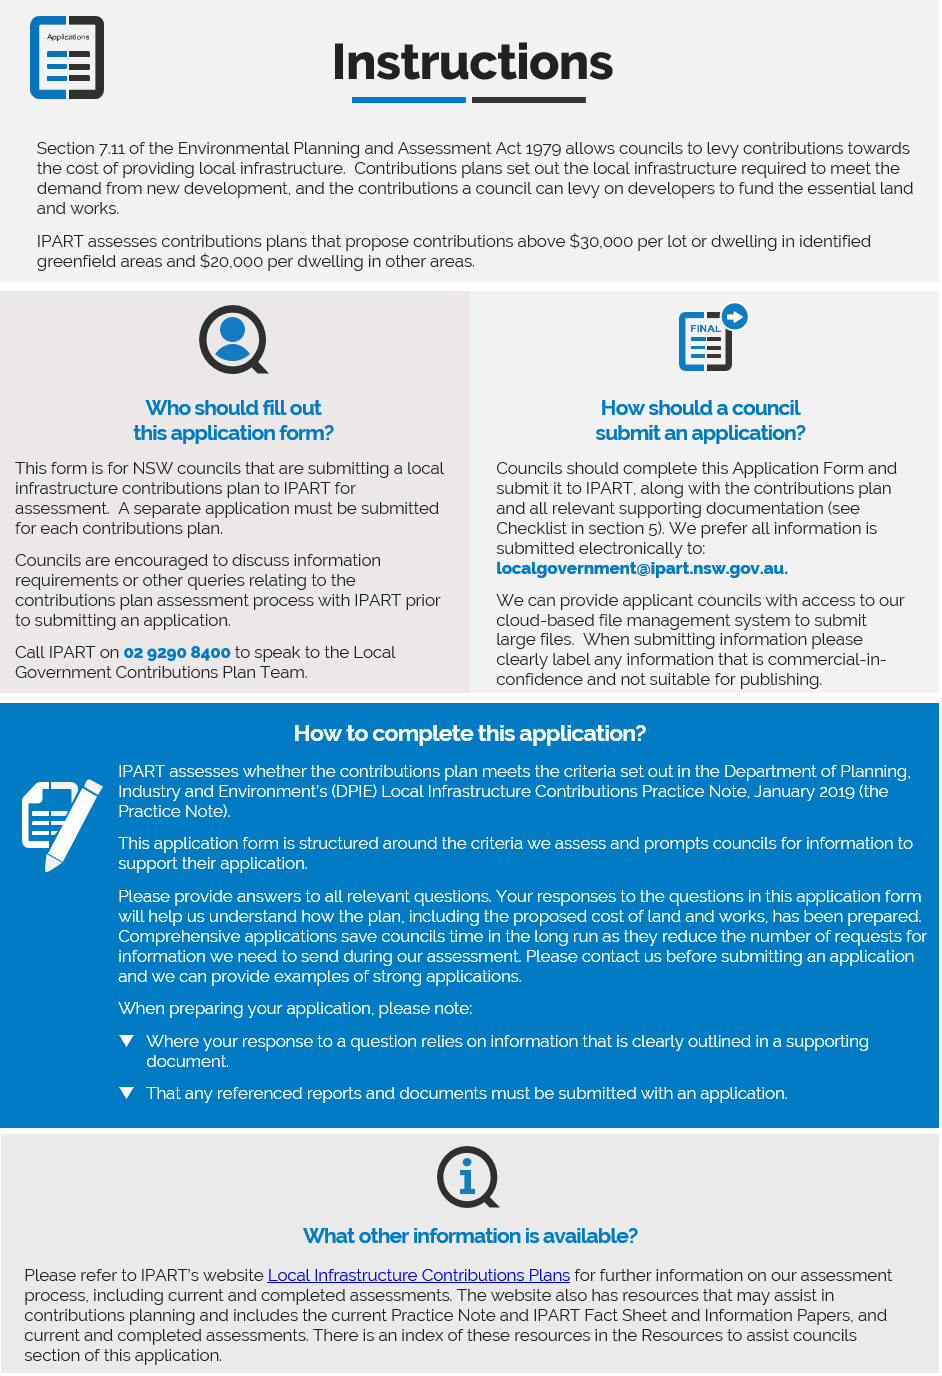 Applications
Instructions
Section 7.11 of the Environmental Planning and Assessment Act 1979 allows councils to levy contributions towards
the cost of providing local infrastructure.  Contributions plans set out the local infrastructure required to meet the
demand from new development, and the contributions a council can levy on developers to fund the essential land
and works.
IPART assesses contributions plans that propose contributions above $30,000 per lot or dwelling in identified
greenfield areas and $20,000 per dwelling in other areas.
Who should fill out
this application form?
This form is for NSW councils that are submitting a local
infrastructure contributions plan to IPART for
assessment.  A separate application must be submitted
for each contributions plan.
Councils are encouraged to discuss information
requirements or other queries relating to the
contributions plan assessment process with IPART prior
to submitting an application.
Call IPART on 02 9290 8400 to speak to the Local
Government Contributions Plan Team.
FINAL
How should a council
submit an application?
Councils should complete this Application Form and
submit it to IPART, along with the contributions plan
and all relevant supporting documentation (see
Checklist in section 5). We prefer all information is
submitted electronically to:
localgovernment@ipart.nsw.gov.au.
We can provide applicant councils with access to our
cloud-based file management system to submit
large files.  When submitting information please
clearly label any information that is commercial-in-
confidence and not suitable for publishing.
How to complete this application?
IPART assesses whether the contributions plan meets the criteria set out in the Department of Planning,
Industry and Environment's (DPIE) Local Infrastructure Contributions Practice Note, January 2019 (the
Practice Note).
This application form is structured around the criteria we assess and prompts councils for information to
support their application.
Please provide answers to all relevant questions. Your responses to the questions in this application form
will help us understand how the plan, including the proposed cost of land and works, has been prepared.
Comprehensive applications save councils time in the long run as they reduce the number of requests for
information we need to send during our assessment. Please contact us before submitting an application
and we can provide examples of strong applications.
When preparing your application, please note:
▼ Where your response to a question relies on information that is clearly outlined in a supporting
document.
▼ That any referenced reports and documents must be submitted with an application.
What other information is available?
Please refer to IPART's website Local Infrastructure Contributions Plans for further information on our assessment
process, including current and completed assessments. The website also has resources that may assist in
contributions planning and includes the current Practice Note and IPART Fact Sheet and Information Papers, and
current and completed assessments. There is an index of these resources in the Resources to assist councils
section of this application.